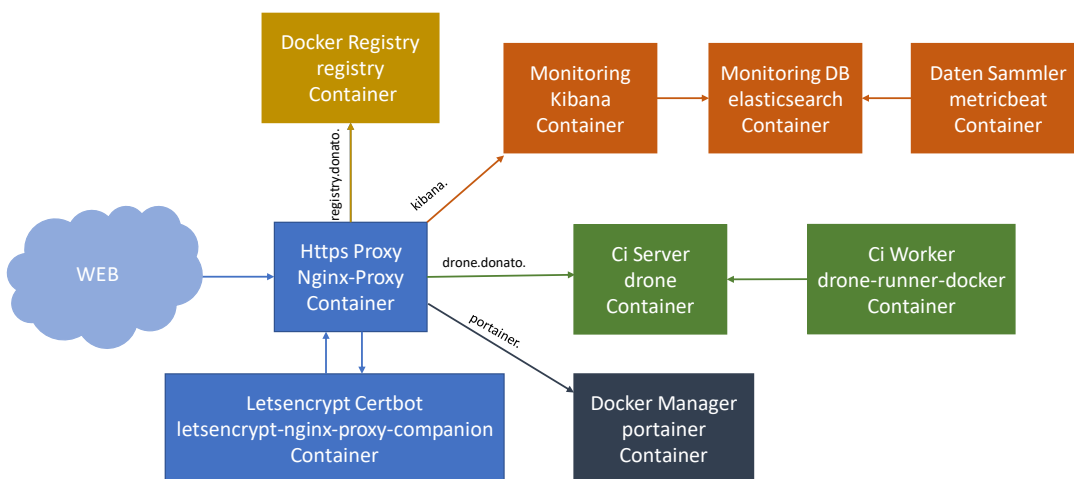 Docker Registry
registry
Container
Monitoring
Kibana
Container
Monitoring DB
elasticsearch
Container
Daten Sammler
metricbeat
Container
registry.donato.
kibana.
WEB
Https Proxy
Nginx-Proxy
Container
drone.donato.
Ci Server
drone
Container
Ci Worker
drone-runner-docker
Container
portainer.
Letsencrypt Certbot
letsencrypt-nginx-proxy-companion
Container
Docker Manager
portainer
Container